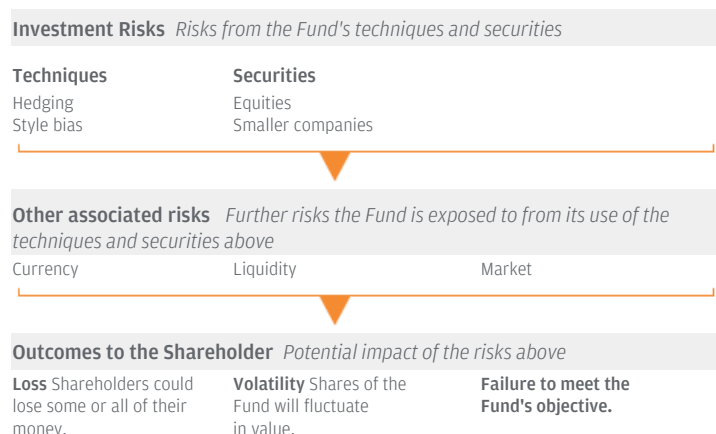 Investment Risks Risks from the Fund's techniques and securities
Techniques
Hedging
Style bias
Securities
Equities
Smaller companies
Other associated risks Further risks the Fund is exposed to from its use of the
techniques and securities above
Currency
Liquidity
Market
Outcomes to the Shareholder Potential impact of the risks above
Loss Shareholders could
lose some or all of their
money.
Volatility Shares of the
Fund will fluctuate
in value.
Failure to meet the
Fund's objective.